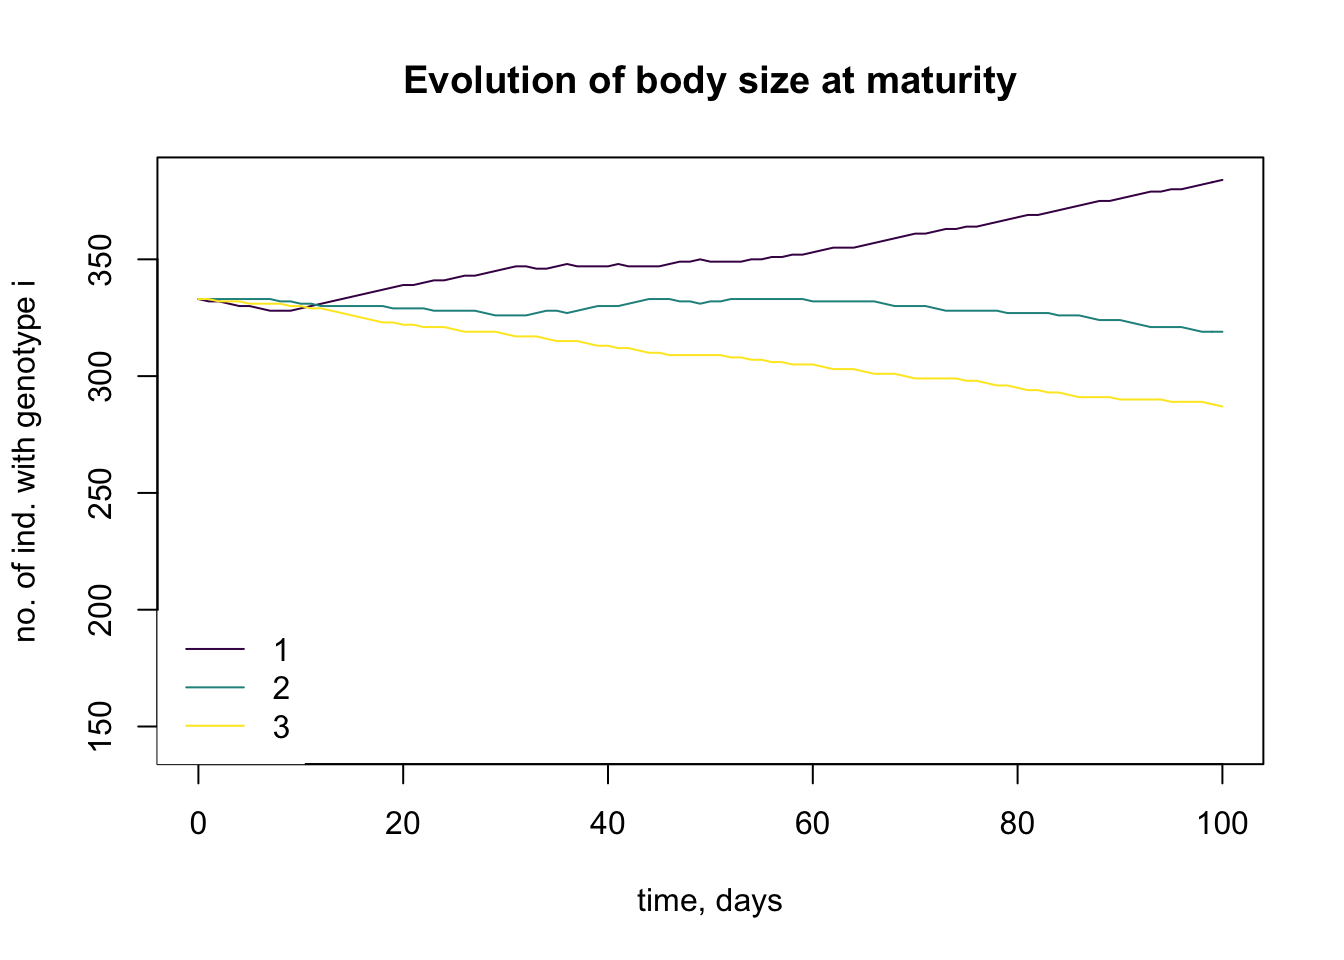 Evolution of body size at maturity
no. of ind. with genotype i
350
300
250
200
150
1
2
3
0 20 40 60 80 100
time, days